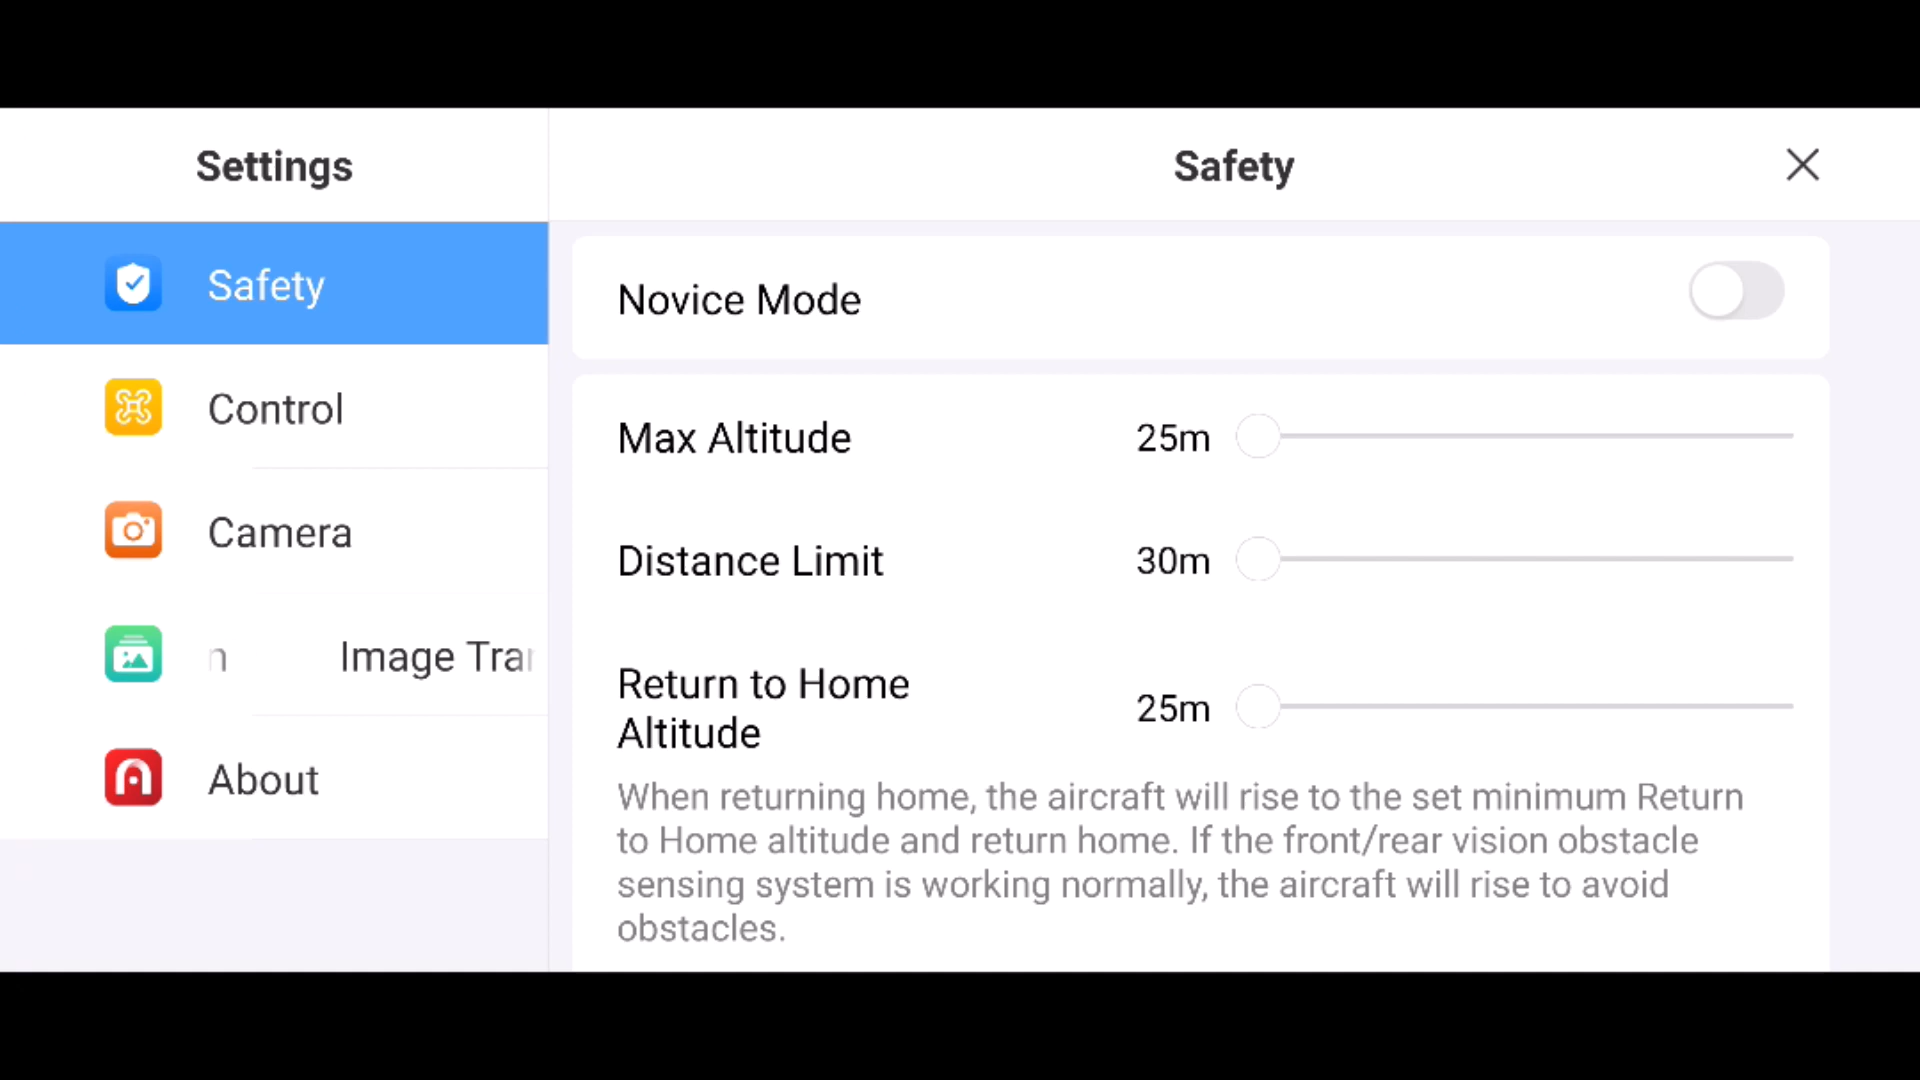 Settings
Safety
Safety
Control
Camera
n Image Tra
About
Novice Mode
Max Altitude 25m
Distance Limit 30m
Return to Home
Altitude
25m
When returning home, the aircraft will rise to the set minimum Return
to Home altitude and return home. If the front/rear vision obstacle
sensing system is working normally, the aircraft will rise to avoid
obstacles.